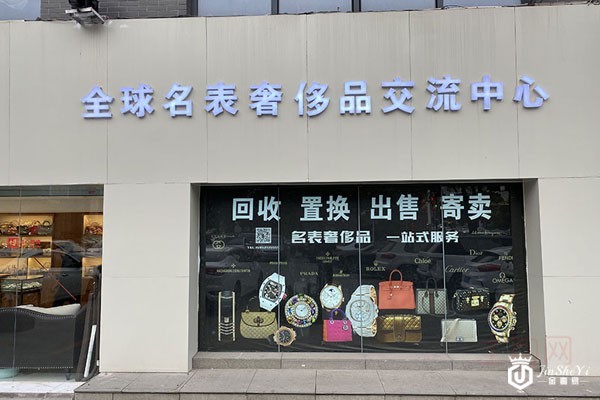 全球名表奢侈品交流中心
回收 置换 出售 寄卖
名表奢侈品 一站式服务
Chloé
Dior
FENDI
PRADA
ROLEX
Cartier
OMEGA
JinSheYi